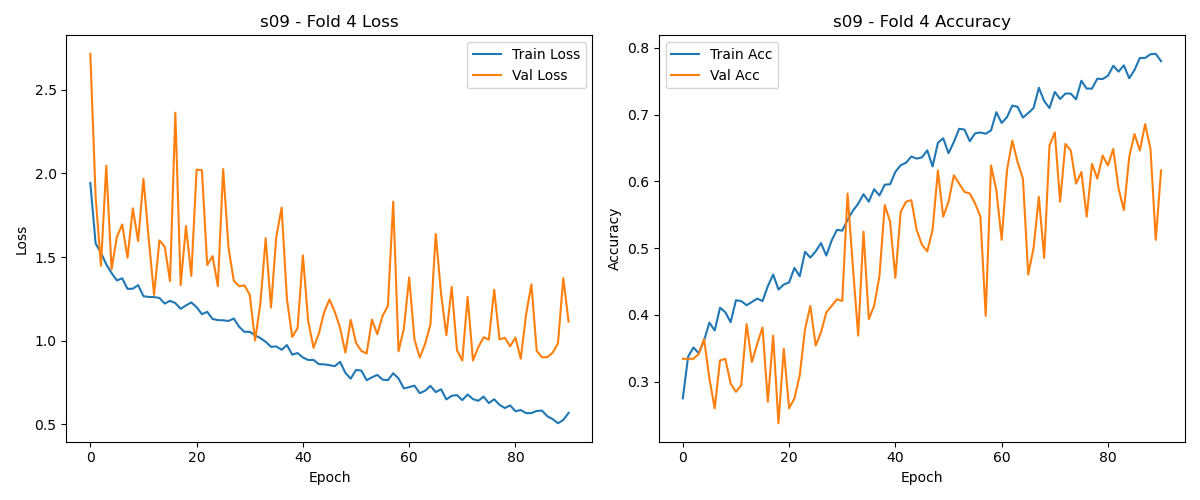 s09 - Fold 4 Loss
Train Loss
Val Loss
2.5
2.0
1.5
1.0
0.5
Loss
0 20 40 60 80
Epoch
s09 - Fold 4 Accuracy
Train Acc
Val Acc
0.8
0.7
0.6
0.5
0.4
0.3
Accuracy
0 20 40 60 80
Epoch